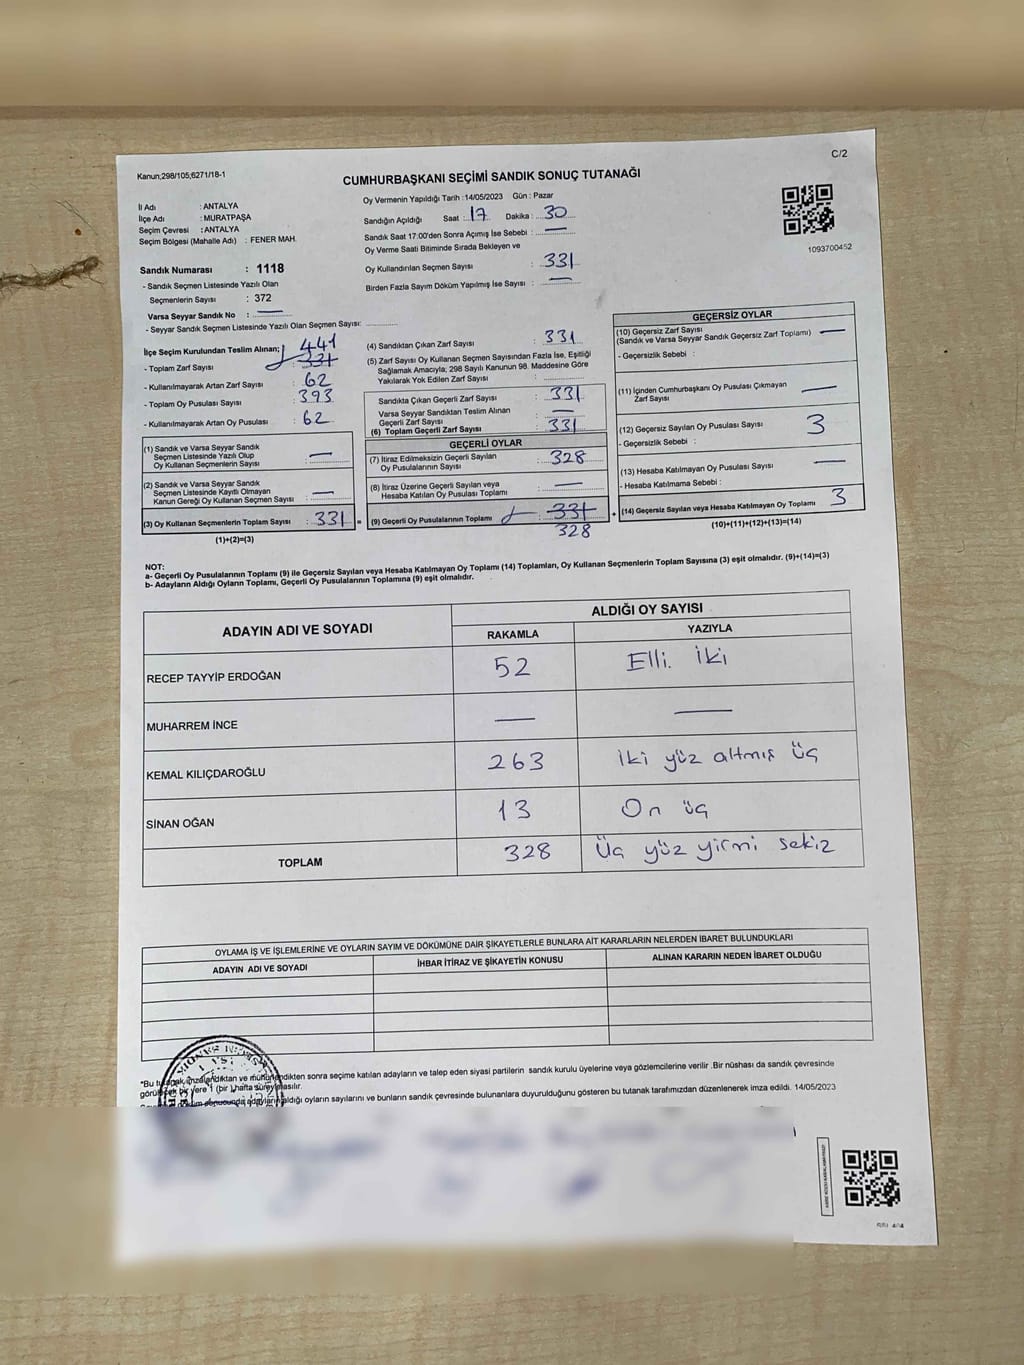 Kanun;298/105;6271/18-1
C/2
CUMHURBAŞKANI SEÇİMİ SANDIK SONUÇ TUTANAĞI
İl Adı : ANTALYA
İlçe Adı : MURATPAŞA
Seçim Çevresi : ANTALYA
Seçim Bölgesi (Mahalle Adı) : FENER MAH.
Sandık Numarası : 1118
- Sandık Seçmen Listesinde Yazılı Olan
Seçmenlerin Sayısı : 372
Varsa Seyyar Sandık No : —
- Seyyar Sandık Seçmen Listesinde Yazılı Olan Seçmen Sayısı:
Oy Vermenin Yapıldığı Tarih :14/05/2023 Gün : Pazar
Sandığın Açıldığı Saat : 17 Dakika : 30
Sandık Saat 17:00'den Sonra Açımış İse Sebebi : —
Oy Verme Saati Bitiminde Sırada Bekleyen ve
Oy Kullandırılan Seçmen Sayısı : 331
Birden Fazla Sayım Döküm Yapılmış İse Sayısı : —
1093700452
İlçe Seçim Kurulundan Teslim Alınan; 441
- Toplam Zarf Sayısı : 331
- Kullanılmayarak Artan Zarf Sayısı : 62
- Toplam Oy Pusulası Sayısı : 393
- Kullanılmayarak Artan Oy Pusulası : 62
(1) Sandık ve Varsa Seyyar Sandık
Seçmen Listesinde Yazılı Olup
Oy Kullanan Seçmenlerin Sayısı : —
(2) Sandık ve Varsa Seyyar Sandık
Seçmen Listesinde Kayıtlı Olmayan
Kanun Gereği Oy Kullanan Seçmen Sayısı : —
(3) Oy Kullanan Seçmenlerin Toplam Sayısı : 331 =
(1)+(2)=(3)
(4) Sandıktan Çıkan Zarf Sayısı : 331
(5) Zarf Sayısı Oy Kullanan Seçmen Sayısından Fazla İse, Eşitliği
Sağlamak Amacıyla; 298 Sayılı Kanunun 98. Maddesine Göre
Yakılarak Yok Edilen Zarf Sayısı :
Sandıkta Çıkan Geçerli Zarf Sayısı : 331
Varsa Seyyar Sandıktan Teslim Alınan
Geçerli Zarf Sayısı : —
(6) Toplam Geçerli Zarf Sayısı : 331
GEÇERLİ OYLAR
(7) İtiraz Edilmeksizin Geçerli Sayılan
Oy Pusulalarının Sayısı : 328
(8) İtiraz Üzerine Geçerli Sayılan veya
Hesaba Katılan Oy Pusulası Toplamı : —
(9) Geçerli Oy Pusulalarının Toplamı : 331 +
328
GEÇERSİZ OYLAR
(10) Geçersiz Zarf Sayısı
(Sandık ve Varsa Seyyar Sandık Geçersiz Zarf Toplamı) —
- Geçersizlik Sebebi :
(11) İçinden Cumhurbaşkanı Oy Pusulası Çıkmayan
Zarf Sayısı —
(12) Geçersiz Sayılan Oy Pusulası Sayısı 3
- Geçersizlik Sebebi :
(13) Hesaba Katılmayan Oy Pusulası Sayısı —
- Hesaba Katılmama Sebebi :
(14) Geçersiz Sayılan veya Hesaba Katılmayan Oy Toplamı 3
(10)+(11)+(12)+(13)=(14)
NOT:
a- Geçerli Oy Pusulalarının Toplamı (9) ile Geçersiz Sayılan veya Hesaba Katılmayan Oy Toplamı (14) Toplamları, Oy Kullanan Seçmenlerin Toplam Sayısına (3) eşit olmalıdır. (9)+(14)=(3)
b- Adayların Aldığı Oyların Toplamı, Geçerli Oy Pusulalarının Toplamına (9) eşit olmalıdır.
ADAYIN ADI VE SOYADI ALDIĞI OY SAYISI
RAKAMLA YAZIYLA
RECEP TAYYİP ERDOĞAN 52 Elli iki
MUHARREM İNCE — —
KEMAL KILIÇDAROĞLU 263 iki yüz altmış üç
SİNAN OĞAN 13 On üç
TOPLAM 328 Üç yüz yirmi sekiz
OYLAMA İŞ VE İŞLEMLERİNE VE OYLARIN SAYIM VE DÖKÜMÜNE DAİR ŞİKAYETLERLE BUNLARA AİT KARARLARIN NELERDEN İBARET BULUNDUKLARI
ADAYIN ADI VE SOYADI İHBAR İTİRAZ VE ŞİKAYETİN KONUSU ALINAN KARARIN NEDEN İBARET OLDUĞU
*Bu tutanak,imzalandıktan ve mühürlendikten sonra seçime katılan adayların ve talep eden siyasi partilerin sandık kurulu üyelerine veya gözlemcilerine verilir .Bir nüshası da sandık çevresinde
görülecek bir yere 1 (bir ) hafta süreyle asılır.
aldığı oyların sayılarını ve bunların sandık çevresinde bulunanlara duyurulduğunu gösteren bu tutanak tarafımızdan düzenlenerek imza edildi. 14/05/2023